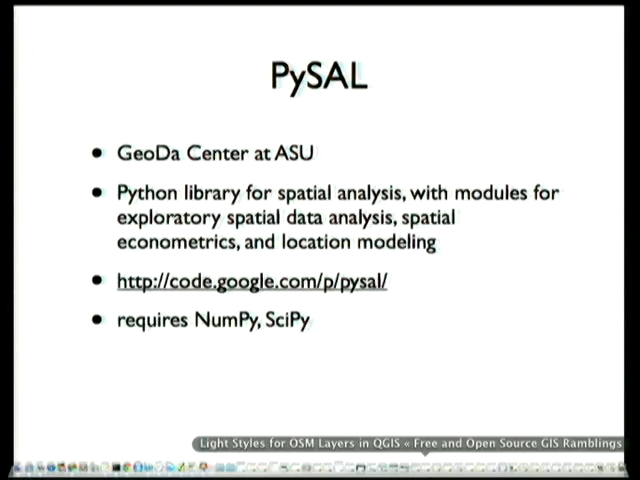 PySAL
• GeoDa Center at ASU
• Python library for spatial analysis, with modules for
exploratory spatial data analysis, spatial
econometrics, and location modeling
• http://code.google.com/p/pysal/
• requires NumPy, SciPy
Light Styles for OSM Layers in QGIS « Free and Open Source GIS Ramblings